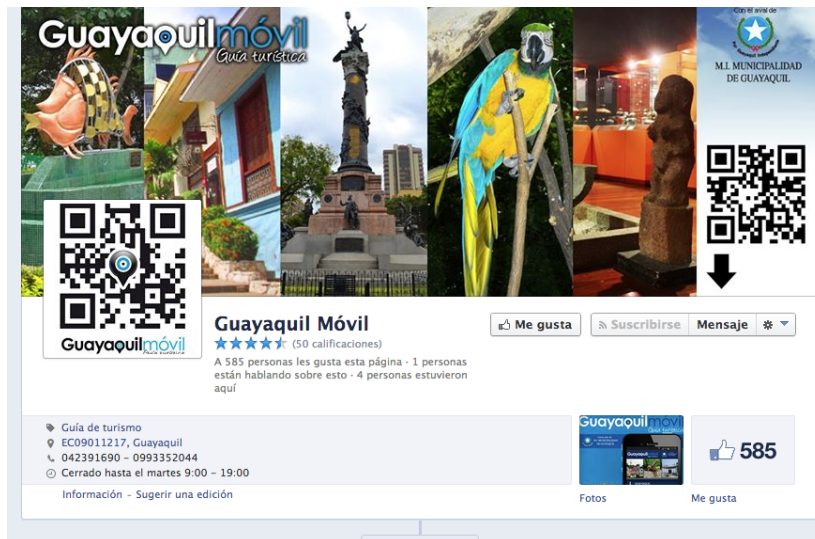 Guayaquilmóvil
Guía turística
Con el aval de
M.I. MUNICIPALIDAD
DE GUAYAQUIL
Guayaquilmóvil
Guayaquil Móvil
(50 calificaciones)
A 585 personas les gusta esta página · 1 personas
están hablando sobre esto · 4 personas estuvieron
aquí
Me gusta
Suscribirse
Mensaje
Guía de turismo
EC09011217, Guayaquil
042391690 – 0993352044
Cerrado hasta el martes 9:00 – 19:00
Información – Sugerir una edición
Guayaquilmóvil
Guía turística
585
Fotos
Me gusta